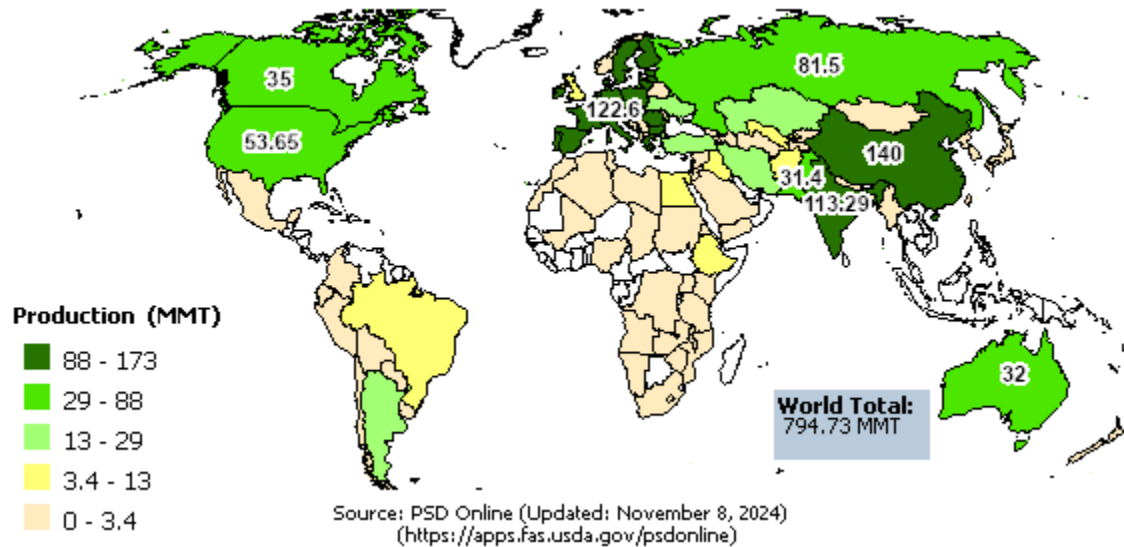 35
81.5
122.6
53.65
140
31.4
113.29
Production (MMT)
88 - 173
29 - 88
13 - 29
3.4 - 13
0 - 3.4
32
World Total:
794.73 MMT
Source: PSD Online (Updated: November 8, 2024)
(https://apps.fas.usda.gov/psdonline)